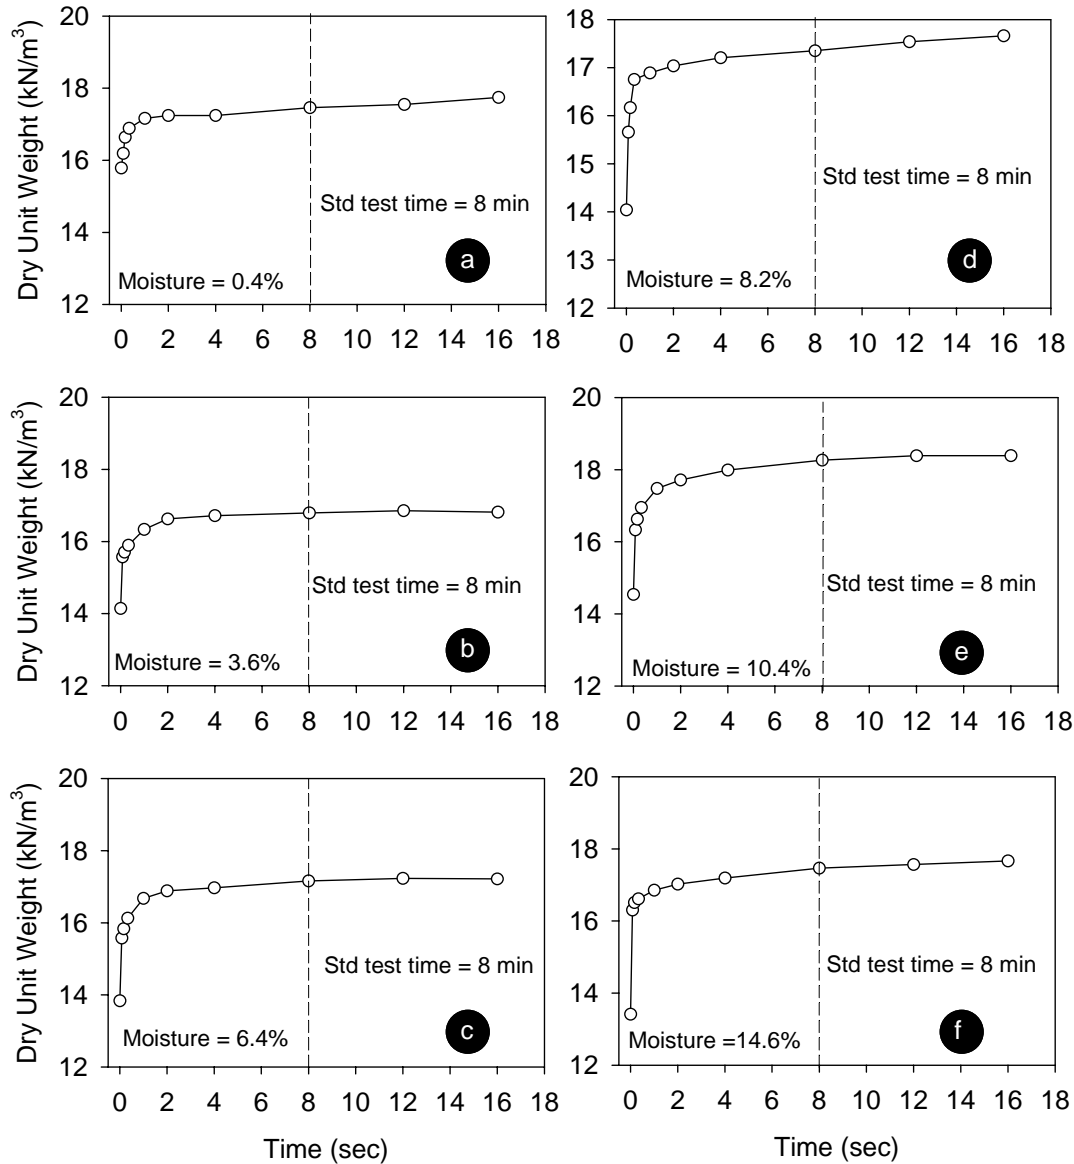 20
18
16
14
12
Dry Unit Weight (kN/m³)
Std test time = 8 min
a
Moisture = 0.4%
0 2 4 6 8 10 12 14 16 18
18
17
16
15
14
13
12
Std test time = 8 min
d
Moisture = 8.2%
0 2 4 6 8 10 12 14 16 18
20
18
16
14
12
Dry Unit Weight (kN/m³)
Std test time = 8 min
b
Moisture = 3.6%
0 2 4 6 8 10 12 14 16 18
20
18
16
14
12
Std test time = 8 min
e
Moisture = 10.4%
0 2 4 6 8 10 12 14 16 18
20
18
16
14
12
Dry Unit Weight (kN/m³)
Std test time = 8 min
c
Moisture = 6.4%
0 2 4 6 8 10 12 14 16 18
Time (sec)
20
18
16
14
12
Std test time = 8 min
f
Moisture =14.6%
0 2 4 6 8 10 12 14 16 18
Time (sec)